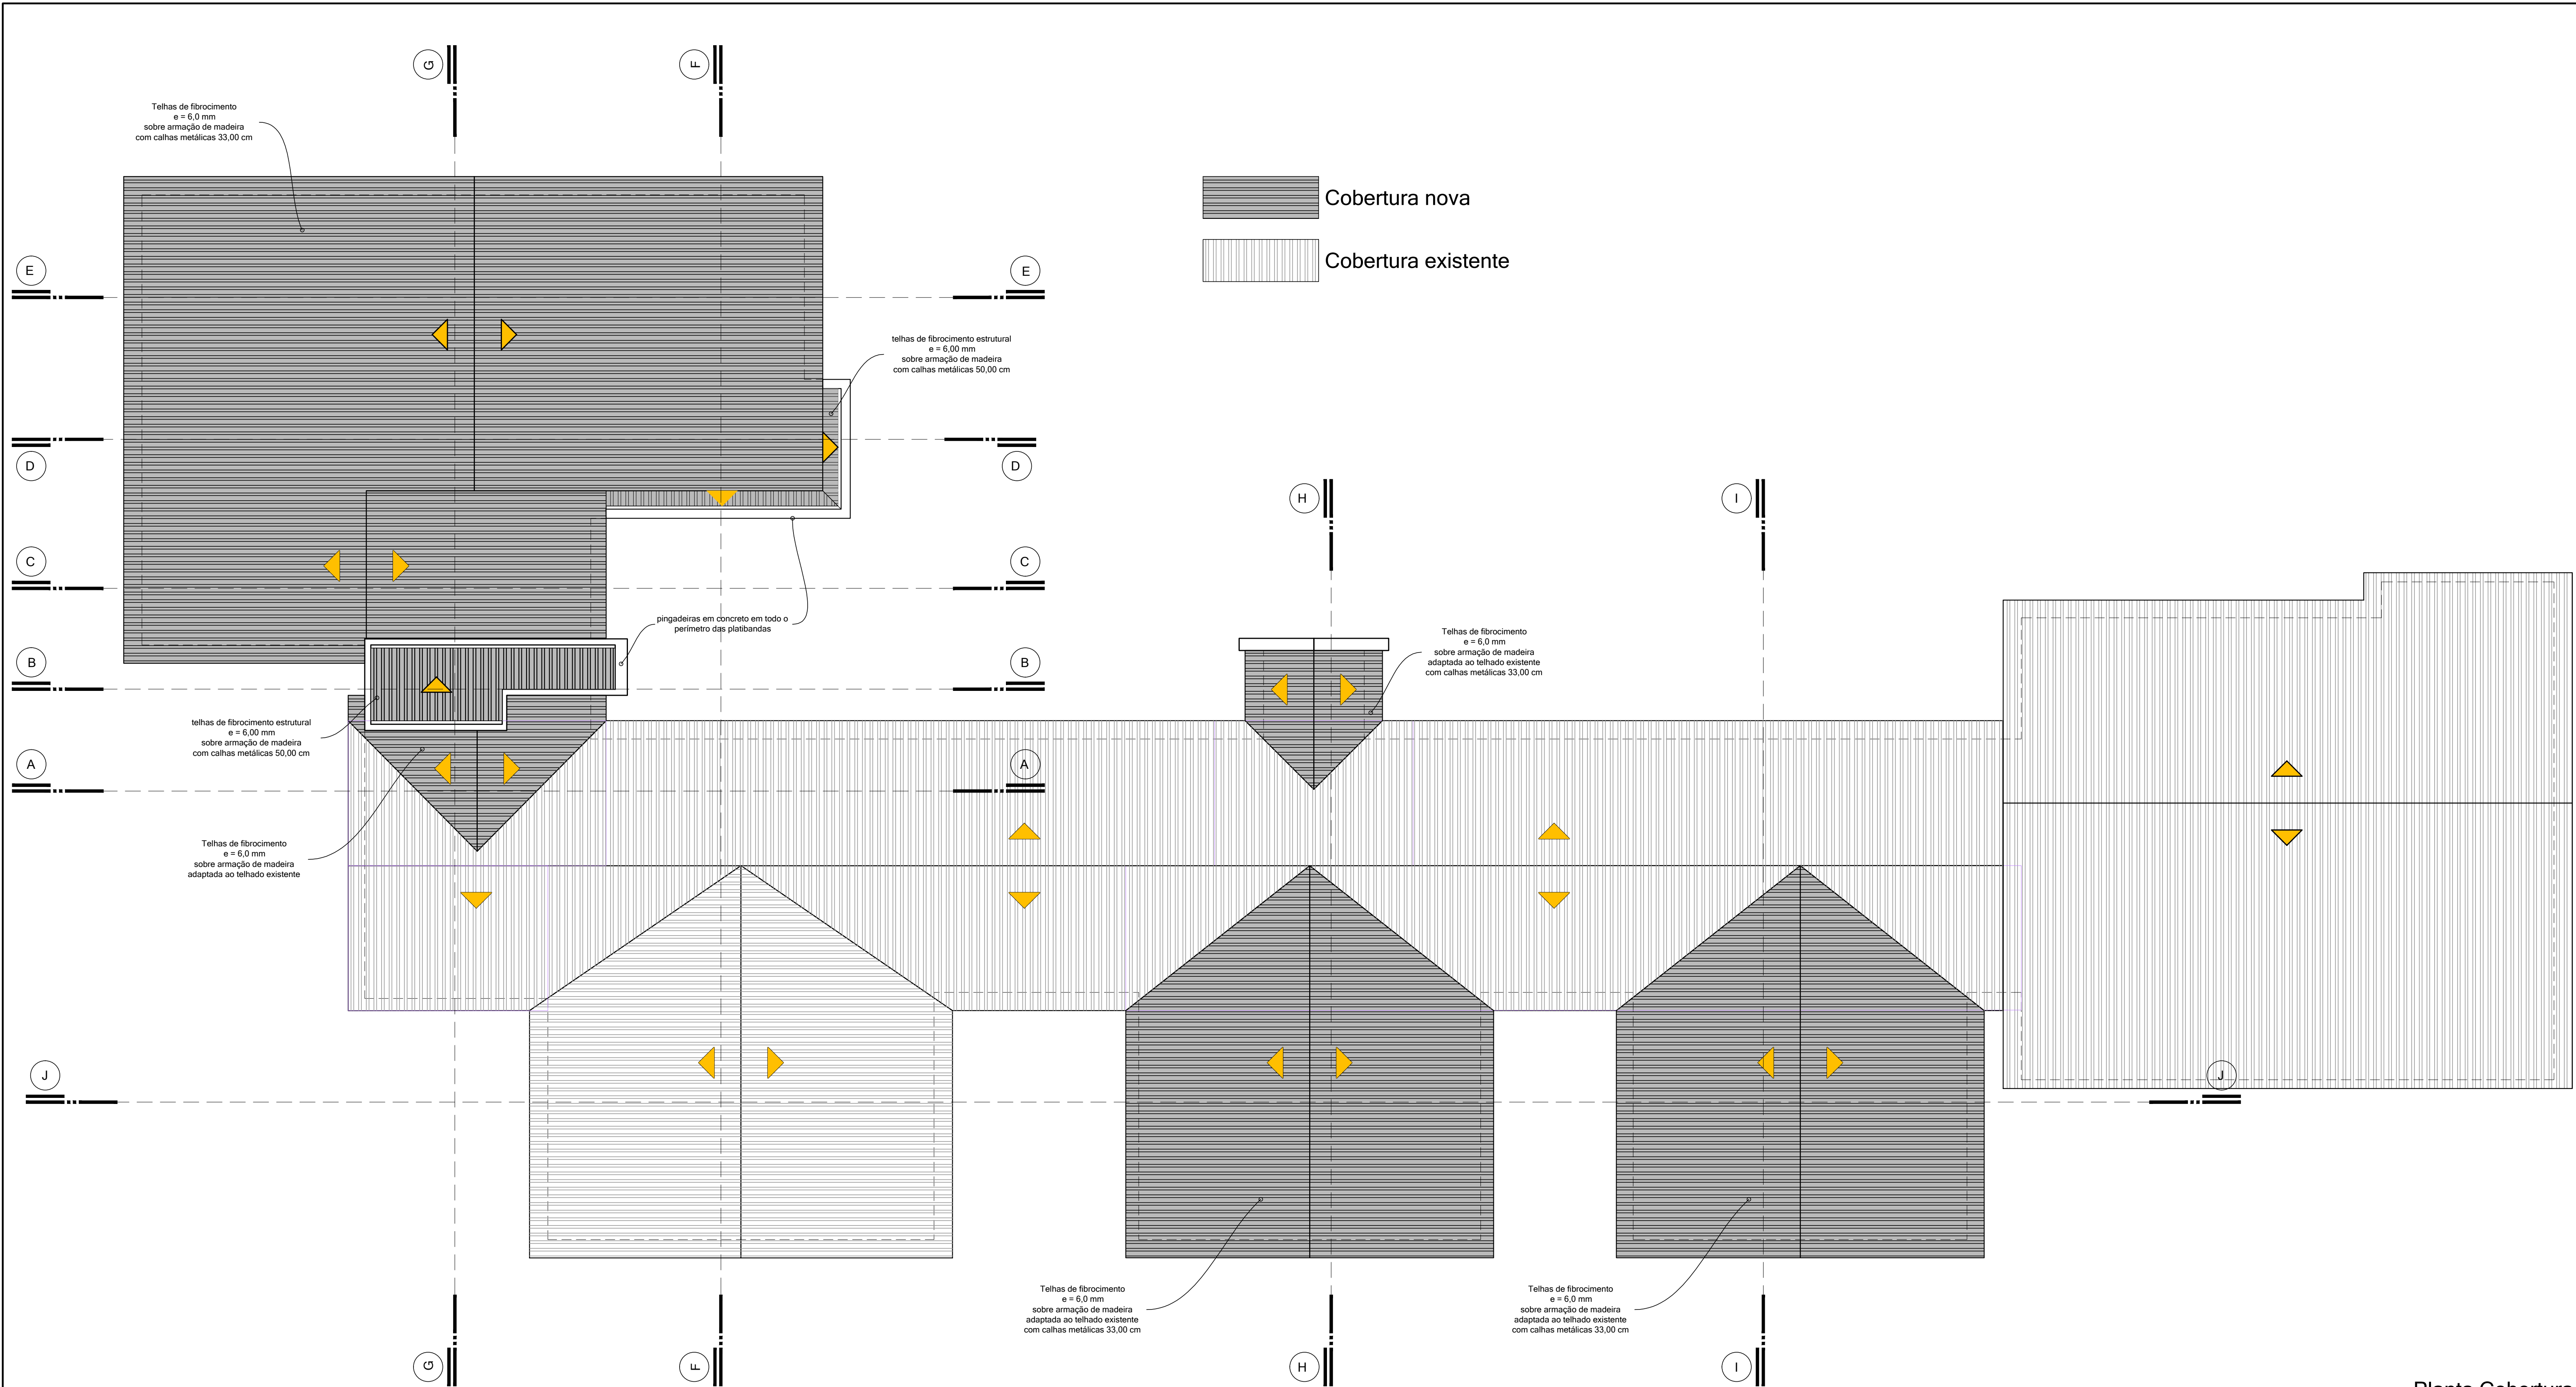 G
F
Telhas de fibrocimento
e = 6,0 mm
sobre armação de madeira
com calhas metálicas 33,00 cm
Cobertura nova
Cobertura existente
E
E
telhas de fibrocimento estrutural
e = 6,00 mm
sobre armação de madeira
com calhas metálicas 50,00 cm
D
D
H
I
C
C
pingadeiras em concreto em todo o
perímetro das platibandas
Telhas de fibrocimento
e = 6,0 mm
sobre armação de madeira
adaptada ao telhado existente
com calhas metálicas 33,00 cm
B
B
telhas de fibrocimento estrutural
e = 6,00 mm
sobre armação de madeira
com calhas metálicas 50,00 cm
A
A
Telhas de fibrocimento
e = 6,0 mm
sobre armação de madeira
adaptada ao telhado existente
J
J
Telhas de fibrocimento
e = 6,0 mm
sobre armação de madeira
adaptada ao telhado existente
com calhas metálicas 33,00 cm
Telhas de fibrocimento
e = 6,0 mm
sobre armação de madeira
adaptada ao telhado existente
com calhas metálicas 33,00 cm
G
F
H
I
Planta Cobertura